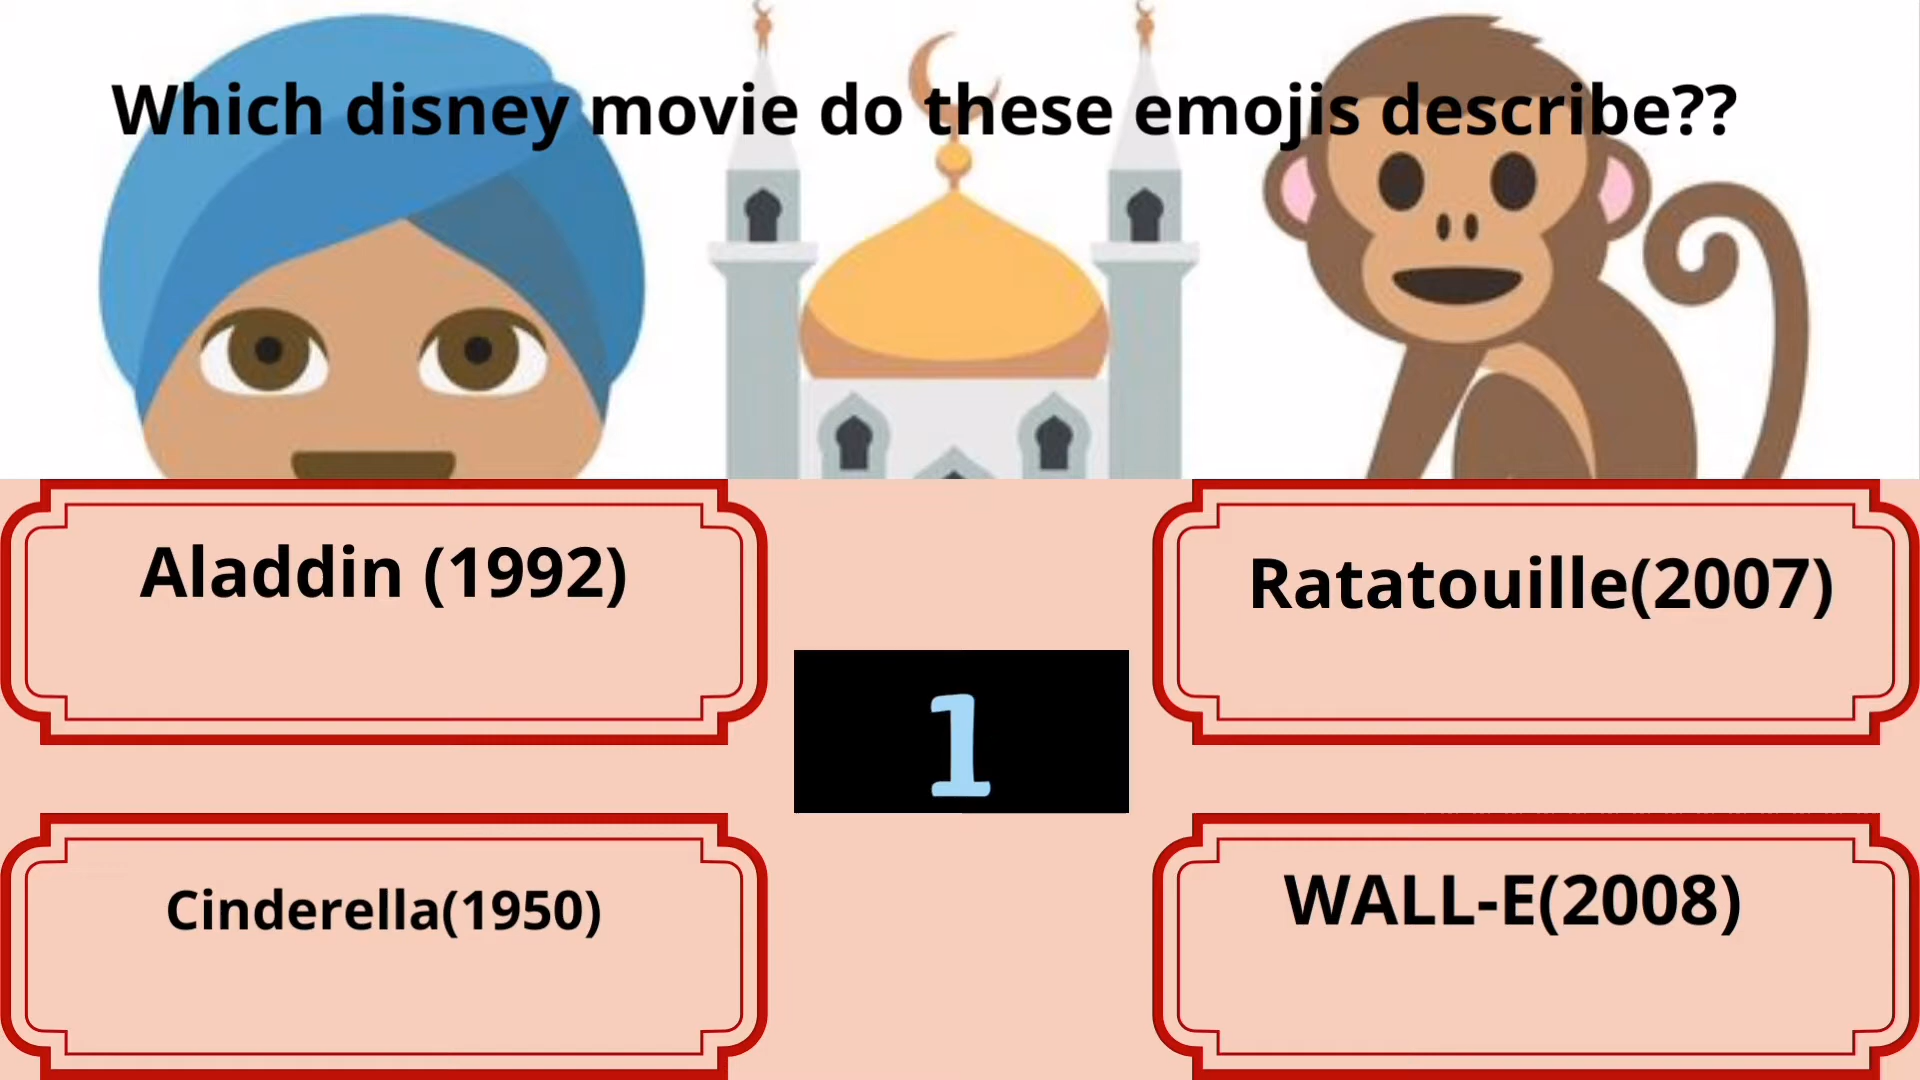 Which disney movie do these emojis describe??
Aladdin (1992)
Ratatouille(2007)
1
Cinderella(1950)
WALL-E(2008)